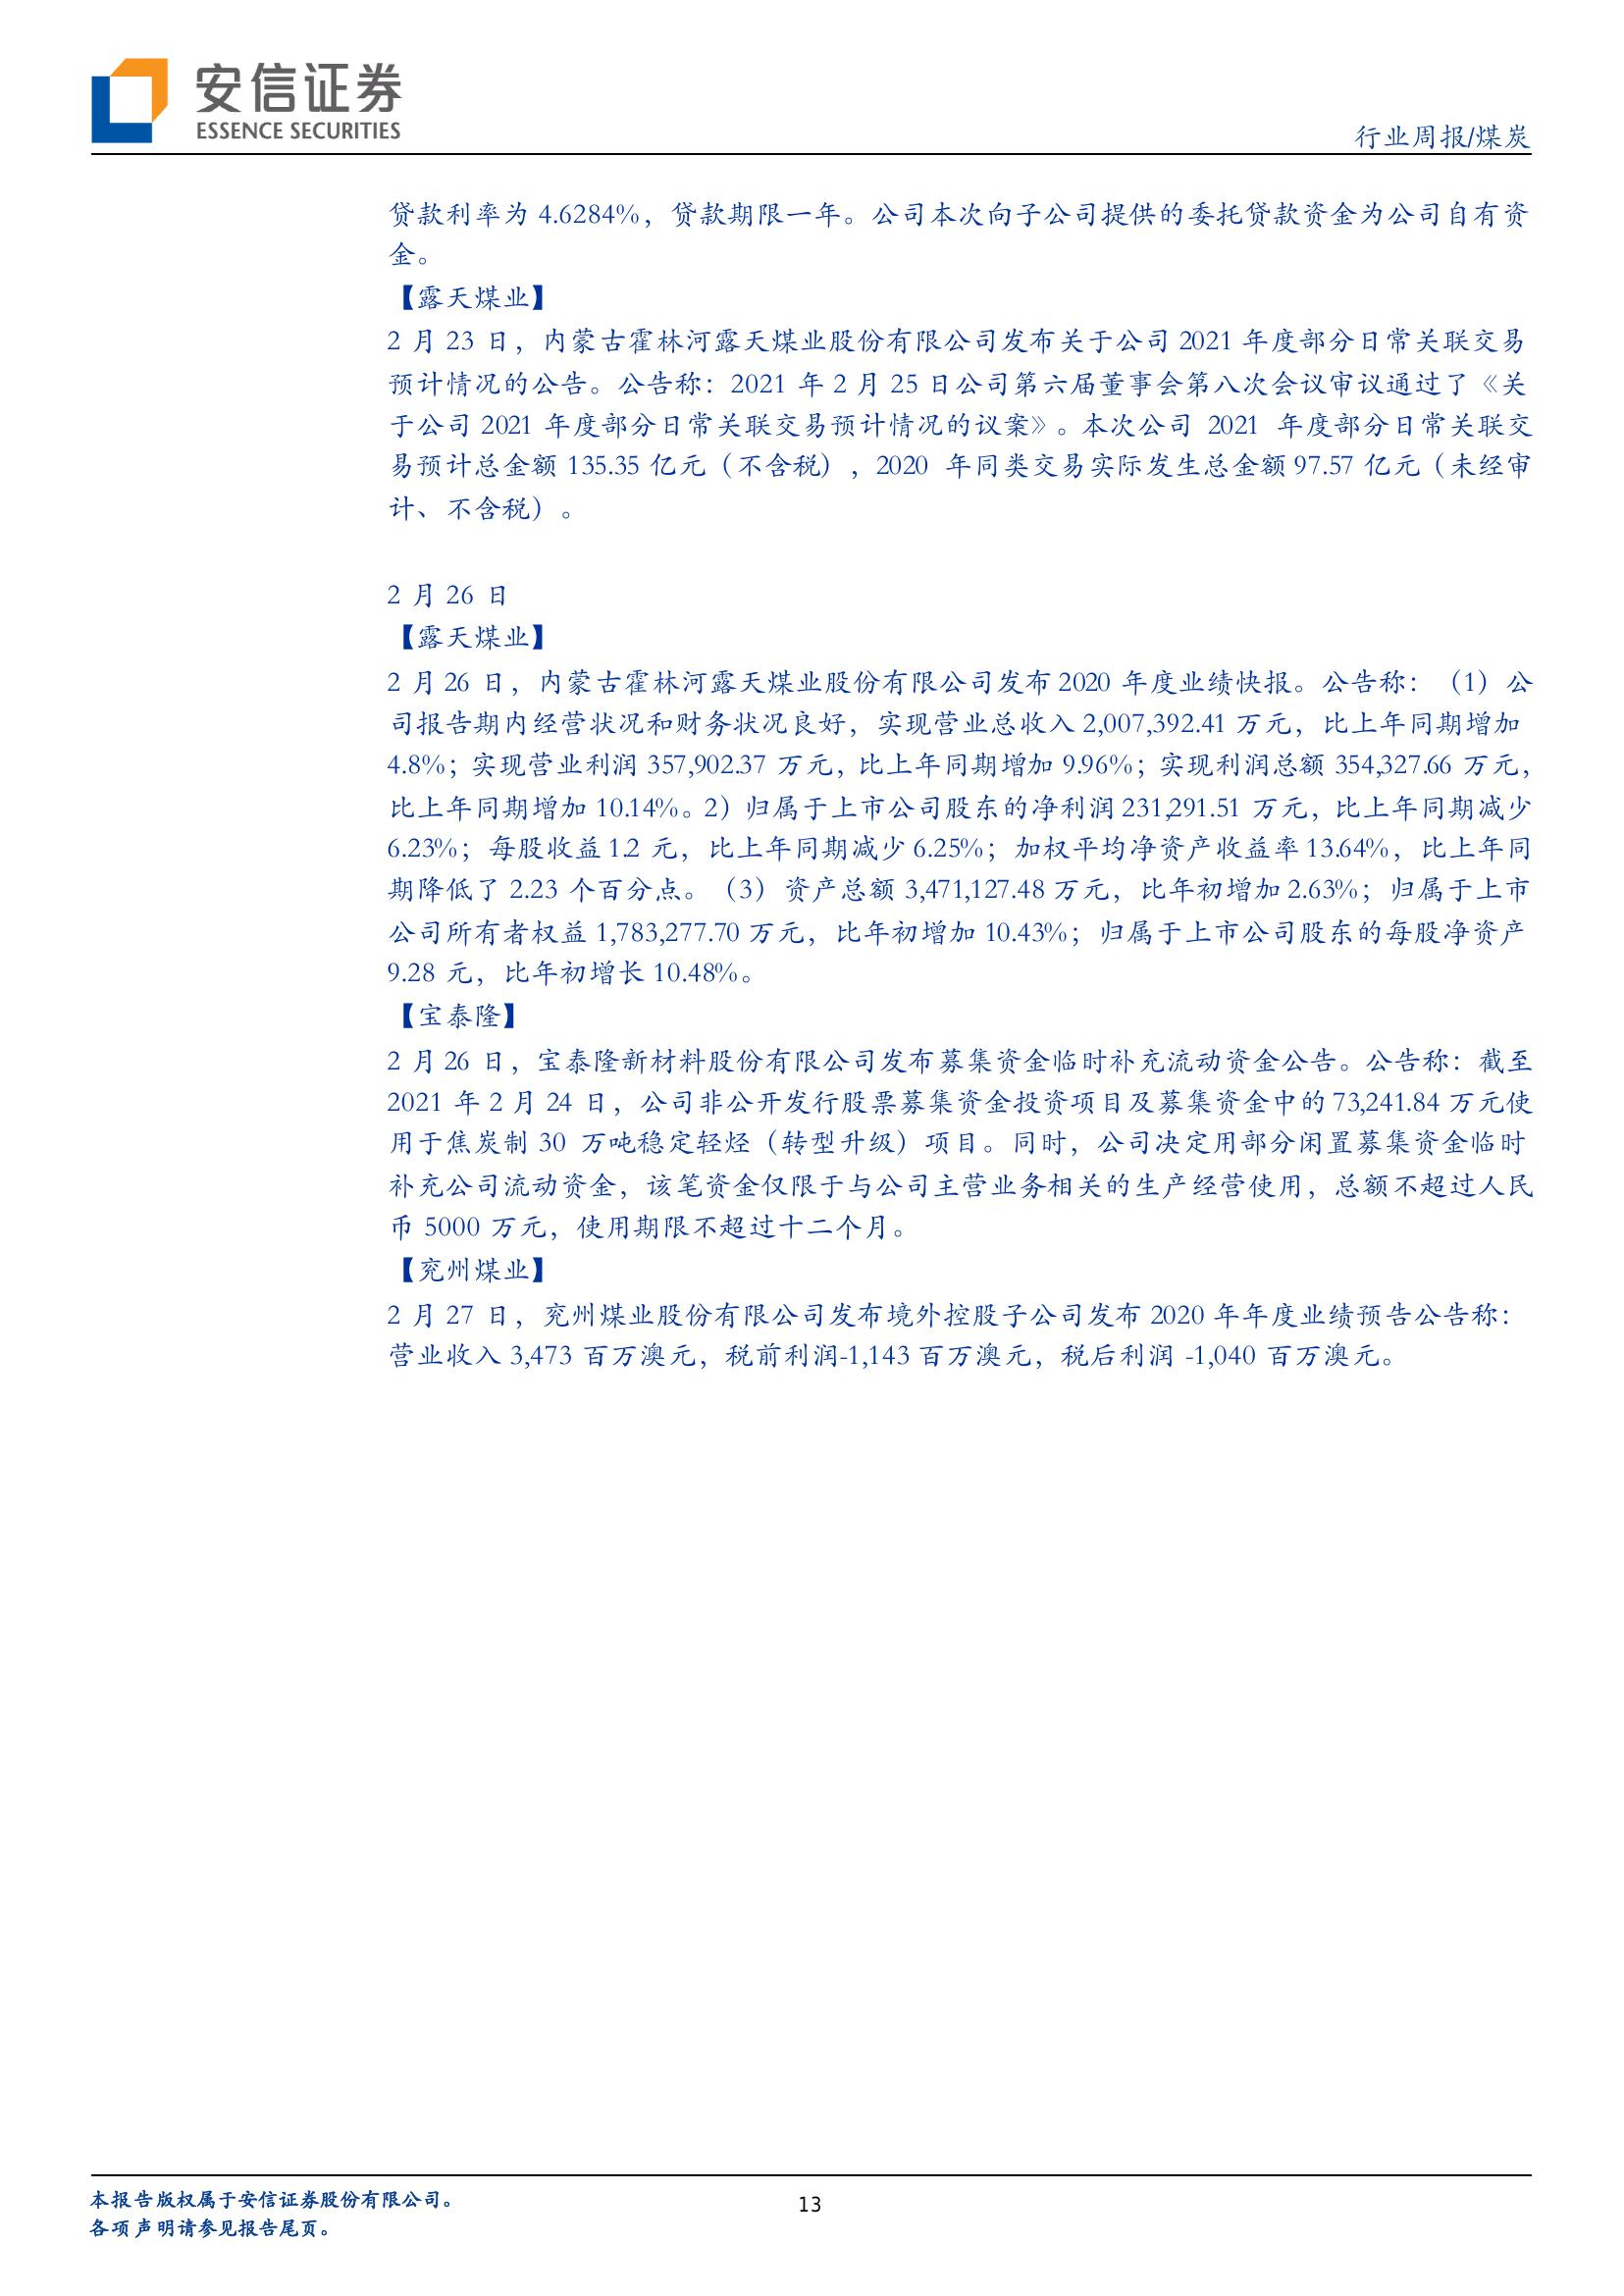 安信证券
ESSENCE SECURITIES
行业周报/煤炭
贷款利率为 4.6284%，贷款期限一年。公司本次向子公司提供的委托贷款资金为公司自有资
金。
【露天煤业】
2 月 23 日，内蒙古霍林河露天煤业股份有限公司发布关于公司 2021 年度部分日常关联交易
预计情况的公告。公告称：2021 年 2 月 25 日公司第六届董事会第八次会议审议通过了《关
于公司 2021 年度部分日常关联交易预计情况的议案》。本次公司 2021 年度部分日常关联交
易预计总金额 135.35 亿元（不含税），2020 年同类交易实际发生总金额 97.57 亿元（未经审
计、不含税）。
2 月 26 日
【露天煤业】
2 月 26 日，内蒙古霍林河露天煤业股份有限公司发布 2020 年度业绩快报。公告称：（1）公
司报告期内经营状况和财务状况良好，实现营业总收入 2,007,392.41 万元，比上年同期增加
4.8%；实现营业利润 357,902.37 万元，比上年同期增加 9.96%；实现利润总额 354,327.66 万元，
比上年同期增加 10.14%。2）归属于上市公司股东的净利润 231,291.51 万元，比上年同期减少
6.23%；每股收益 1.2 元，比上年同期减少 6.25%；加权平均净资产收益率 13.64%，比上年同
期降低了 2.23 个百分点。（3）资产总额 3,471,127.48 万元，比年初增加 2.63%；归属于上市
公司所有者权益 1,783,277.70 万元，比年初增加 10.43%；归属于上市公司股东的每股净资产
9.28 元，比年初增长 10.48%。
【宝泰隆】
2 月 26 日，宝泰隆新材料股份有限公司发布募集资金临时补充流动资金公告。公告称：截至
2021 年 2 月 24 日，公司非公开发行股票募集资金投资项目及募集资金中的 73,241.84 万元使
用于焦炭制 30 万吨稳定轻烃（转型升级）项目。同时，公司决定用部分闲置募集资金临时
补充公司流动资金，该笔资金仅限于与公司主营业务相关的生产经营使用，总额不超过人民
币 5000 万元，使用期限不超过十二个月。
【兖州煤业】
2 月 27 日，兖州煤业股份有限公司发布境外控股子公司发布 2020 年年度业绩预告公告称：
营业收入 3,473 百万澳元，税前利润-1,143 百万澳元，税后利润 -1,040 百万澳元。
本报告版权属于安信证券股份有限公司。
各项声明请参见报告尾页。
13